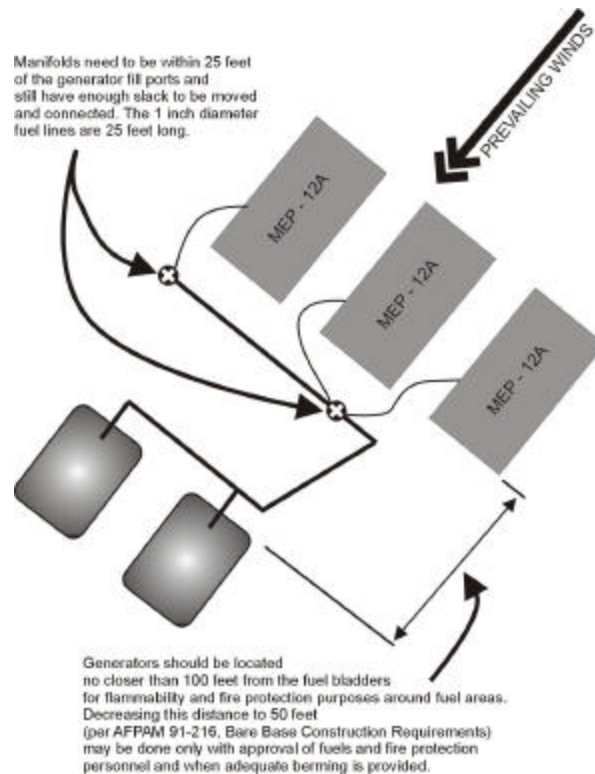 Manifolds need to be within 25 feet
of the generator fill ports and
still have enough slack to be moved
and connected. The 1 inch diameter
fuel lines are 25 feet long.
PREVAILING WINDS
MEP - 12A
MEP - 12A
MEP - 12A
Generators should be located
no closer than 100 feet from the fuel bladders
for flammability and fire protection purposes around fuel areas.
Decreasing this distance to 50 feet
(per AFPAM 91-216, Bare Base Construction Requirements)
may be done only with approval of fuels and fire protection
personnel and when adequate berming is provided.